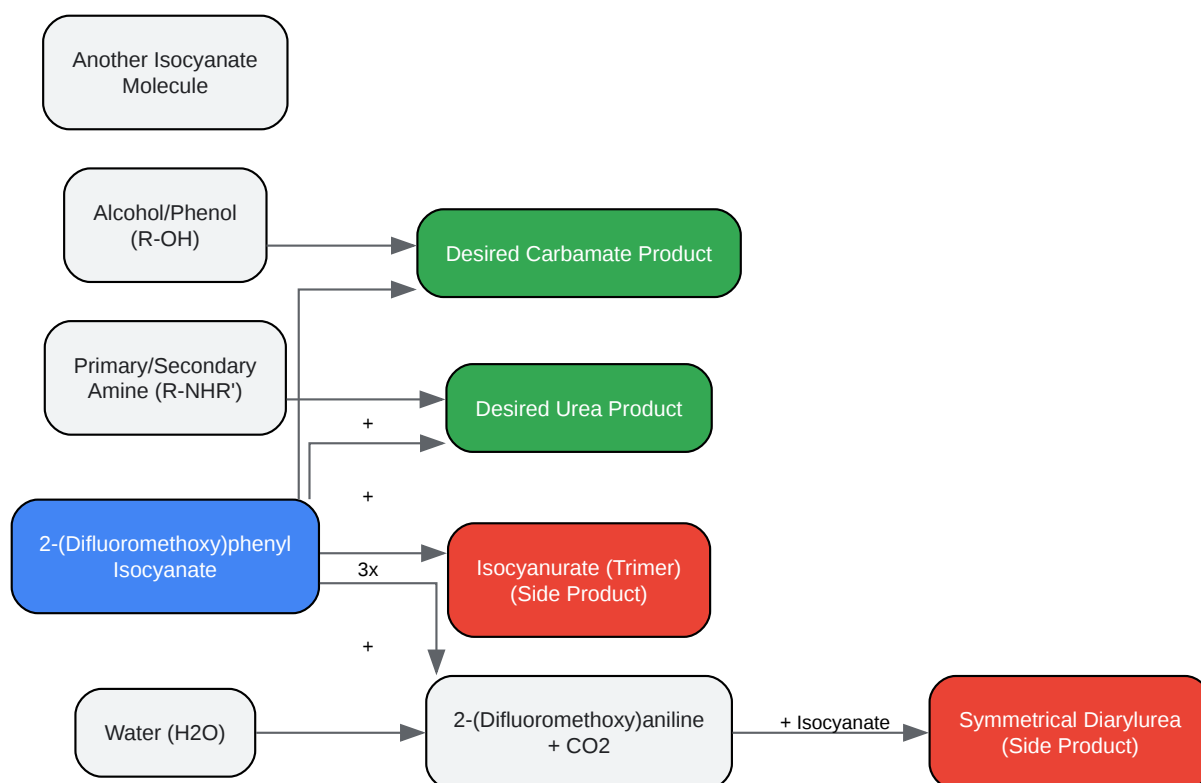 Another Isocyanate
Molecule
Alcohol/Phenol
(R-OH)
Desired Carbamate Product
Primary/Secondary
Amine (R-NHR')
Desired Urea Product
+
+
2-(Difluoromethoxy)phenyl
Isocyanate
3x
Isocyanurate (Trimer)
(Side Product)
+
Water (H2O)
2-(Difluoromethoxy)aniline
+ CO2
+ Isocyanate
Symmetrical Diarylurea
(Side Product)